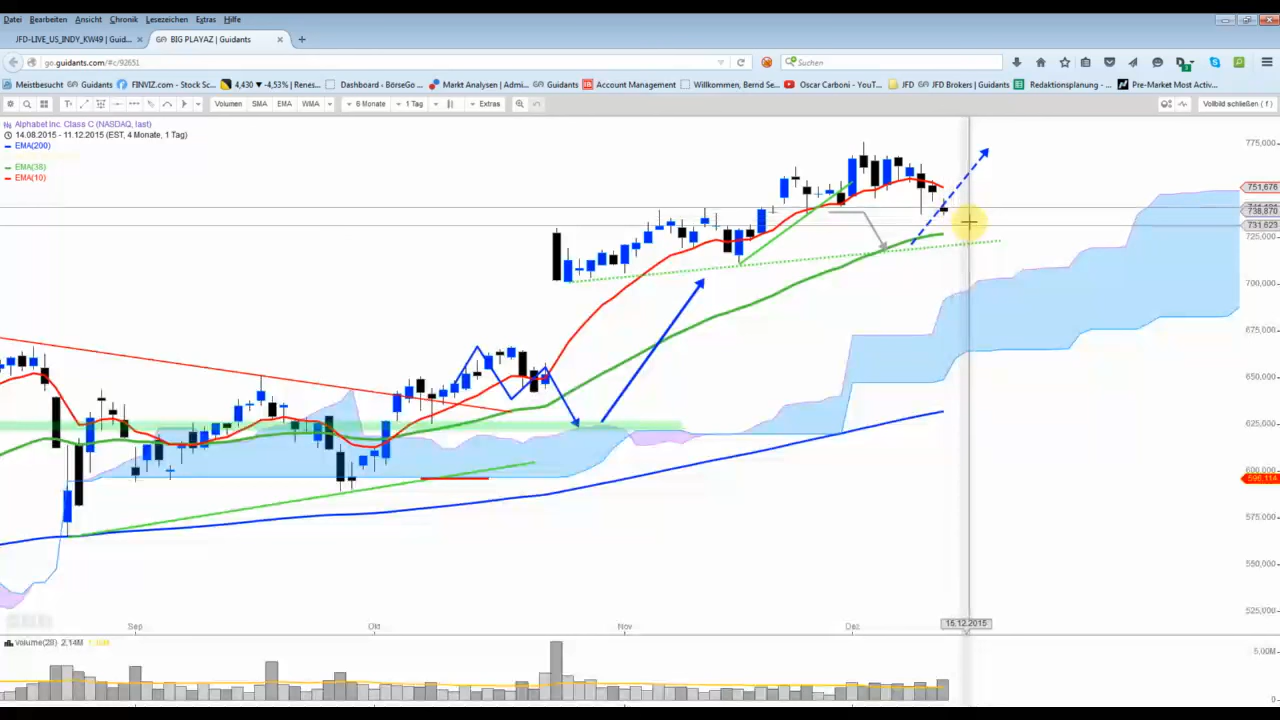 Datei Bearbeiten Ansicht Chronik Lesezeichen Extras Hilfe
JFD-LIVE_US_INDY_KW49 | Guid...
BIG PLAYAZ | Guidants
go.guidants.com/#c/92651
Suchen
Meistbesucht Guidants FINVIZ.com - Stock Sc... 4,430 ▾ -4,53% | Renes... Dashboard - BörseGo ... Markt Analysen | Admi... Guidants Account Management ... Willkommen, Bernd Se... Oscar Carboni - YouT... JFD JFD Brokers | Guidants Redaktionsplanung - ... Pre-Market Most Activ...
Volumen SMA EMA WMA 6 Monate 1 Tag Extras Vollbild schließen ( f )
Alphabet Inc. Class C (NASDAQ, last)
14.08.2015 - 11.12.2015 (EST, 4 Monate, 1 Tag)
EMA(200)
EMA(38)
EMA(10)
775,000
751,676
738,870
731,623
725,000
700,000
675,000
650,000
625,000
600,000
596,114
575,000
550,000
525,000
Sep Okt Nov Dez 15.12.2015
Volume(28) 2,14M
5,00M
0